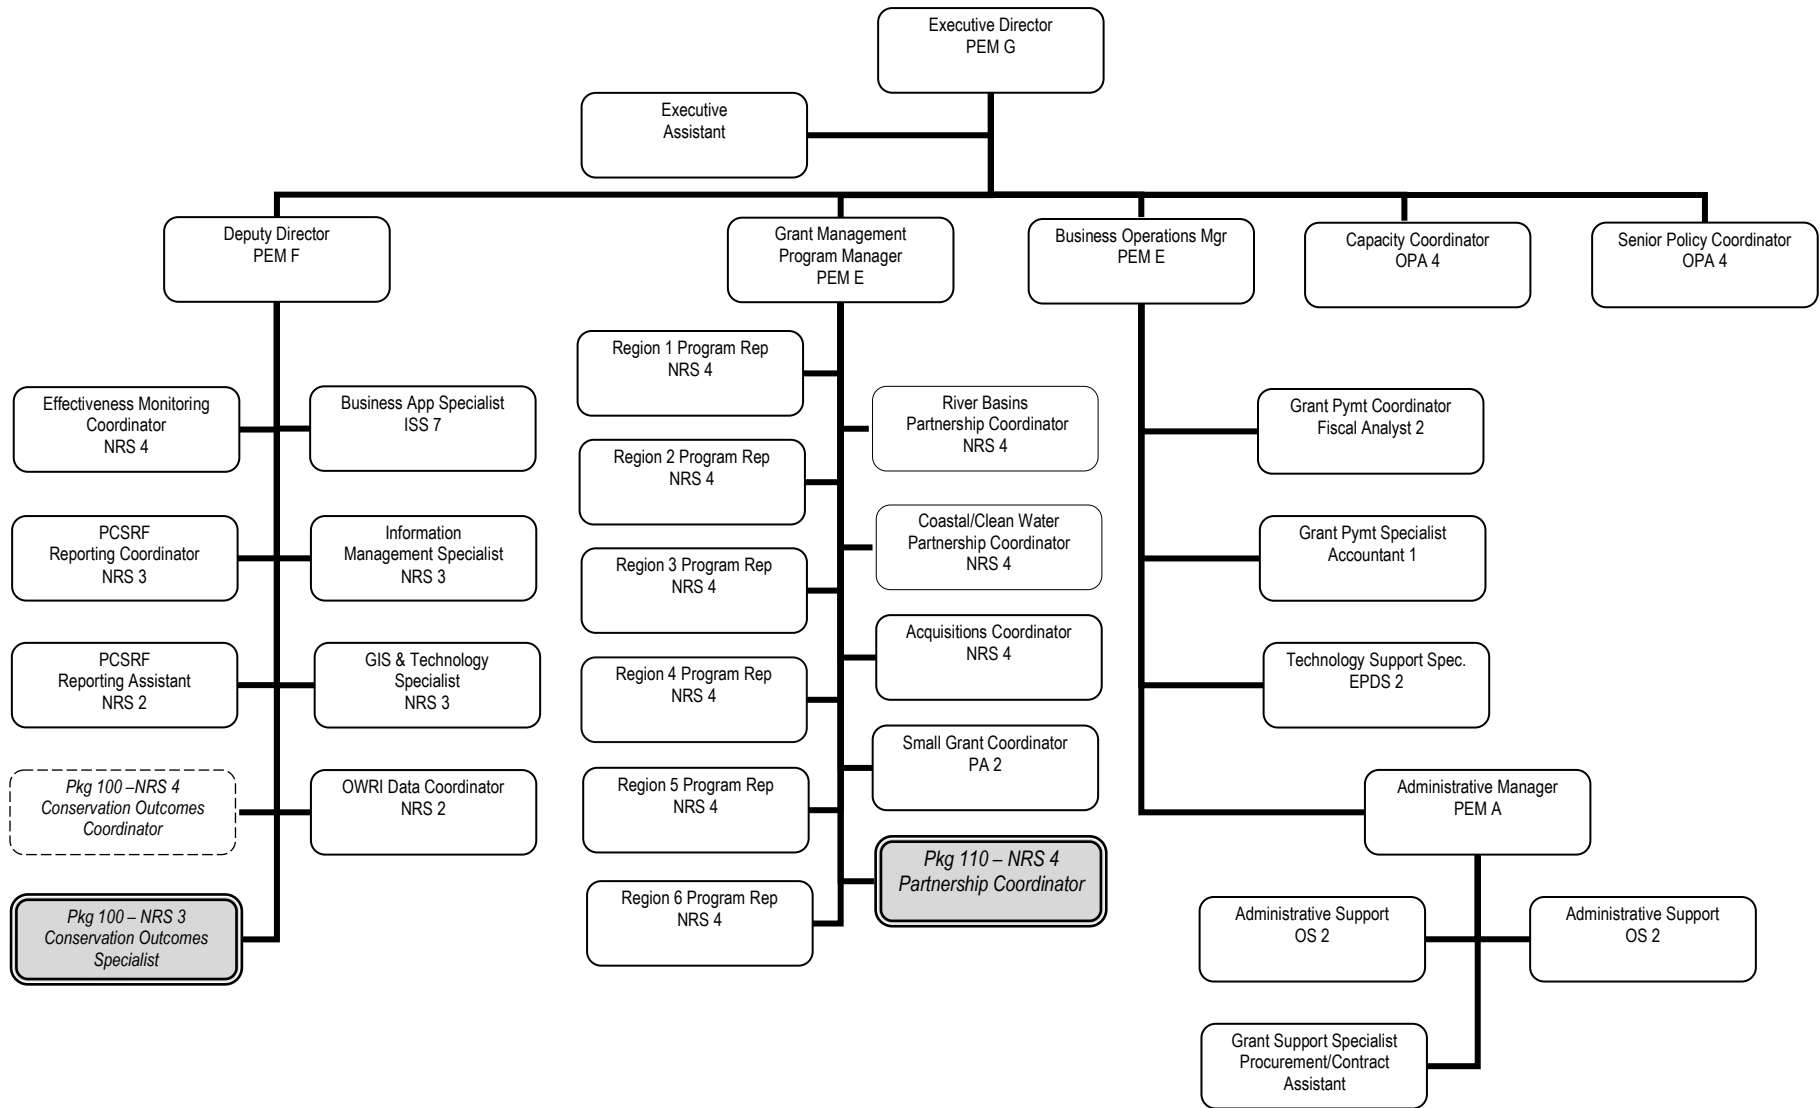 Executive Director
PEM G
Executive
Assistant
Deputy Director
PEM F
Grant Management
Program Manager
PEM E
Business Operations Mgr
PEM E
Capacity Coordinator
OPA 4
Senior Policy Coordinator
OPA 4
Effectiveness Monitoring
Coordinator
NRS 4
Business App Specialist
ISS 7
PCSRF
Reporting Coordinator
NRS 3
Information
Management Specialist
NRS 3
PCSRF
Reporting Assistant
NRS 2
GIS & Technology
Specialist
NRS 3
Pkg 100 –NRS 4
Conservation Outcomes
Coordinator
OWRI Data Coordinator
NRS 2
Pkg 100 – NRS 3
Conservation Outcomes
Specialist
Region 1 Program Rep
NRS 4
Region 2 Program Rep
NRS 4
Region 3 Program Rep
NRS 4
Region 4 Program Rep
NRS 4
Region 5 Program Rep
NRS 4
Region 6 Program Rep
NRS 4
River Basins
Partnership Coordinator
NRS 4
Coastal/Clean Water
Partnership Coordinator
NRS 4
Acquisitions Coordinator
NRS 4
Small Grant Coordinator
PA 2
Pkg 110 – NRS 4
Partnership Coordinator
Grant Pymt Coordinator
Fiscal Analyst 2
Grant Pymt Specialist
Accountant 1
Technology Support Spec.
EPDS 2
Administrative Manager
PEM A
Administrative Support
OS 2
Administrative Support
OS 2
Grant Support Specialist
Procurement/Contract
Assistant